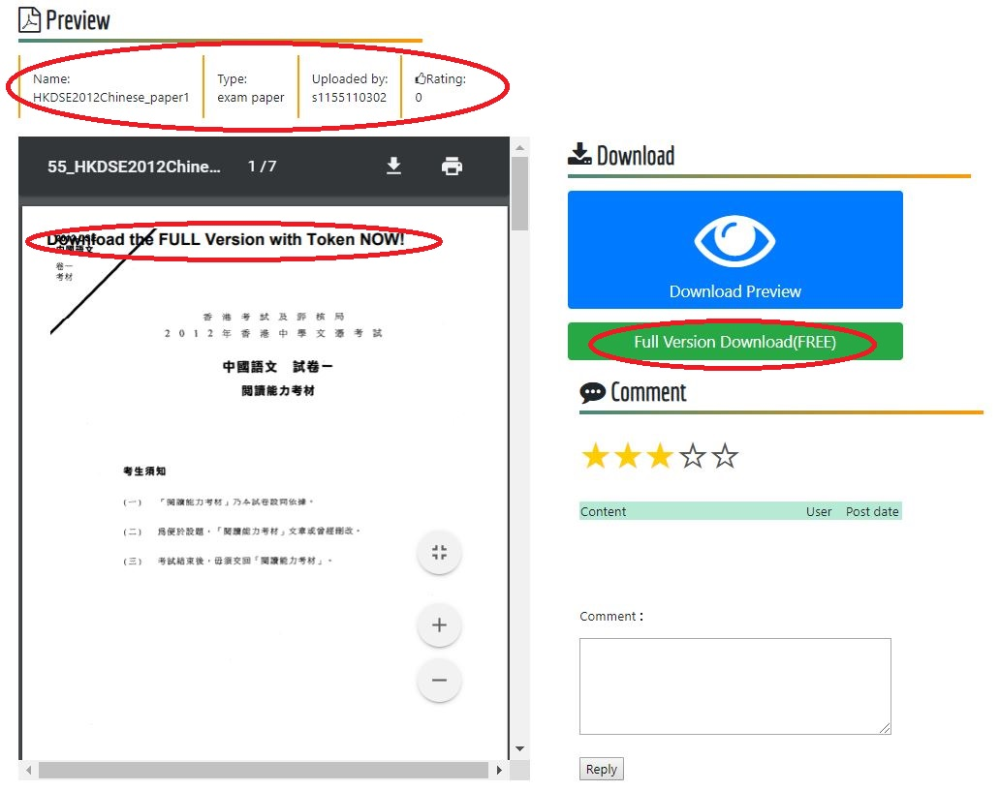 Preview
Name:
HKDSE2012Chinese_paper1
Type:
exam paper
Uploaded by:
s1155110302
Rating:
0
55_HKDSE2012Chine...
1 / 7
Download the FULL Version with Token NOW!
中國語文
卷一
考材
香港考試及評核局
2012年香港中學文憑考試
中國語文 試卷一
閱讀能力考材
考生須知
(一) 「閱讀能力考材」乃本試卷設問依據。
(二) 為便於設題，「閱讀能力考材」文章或曾經刪改。
(三) 考試結束後，毋須交回「閱讀能力考材」。
Download
Download Preview
Full Version Download(FREE)
Comment
Content User Post date
Comment：
Reply